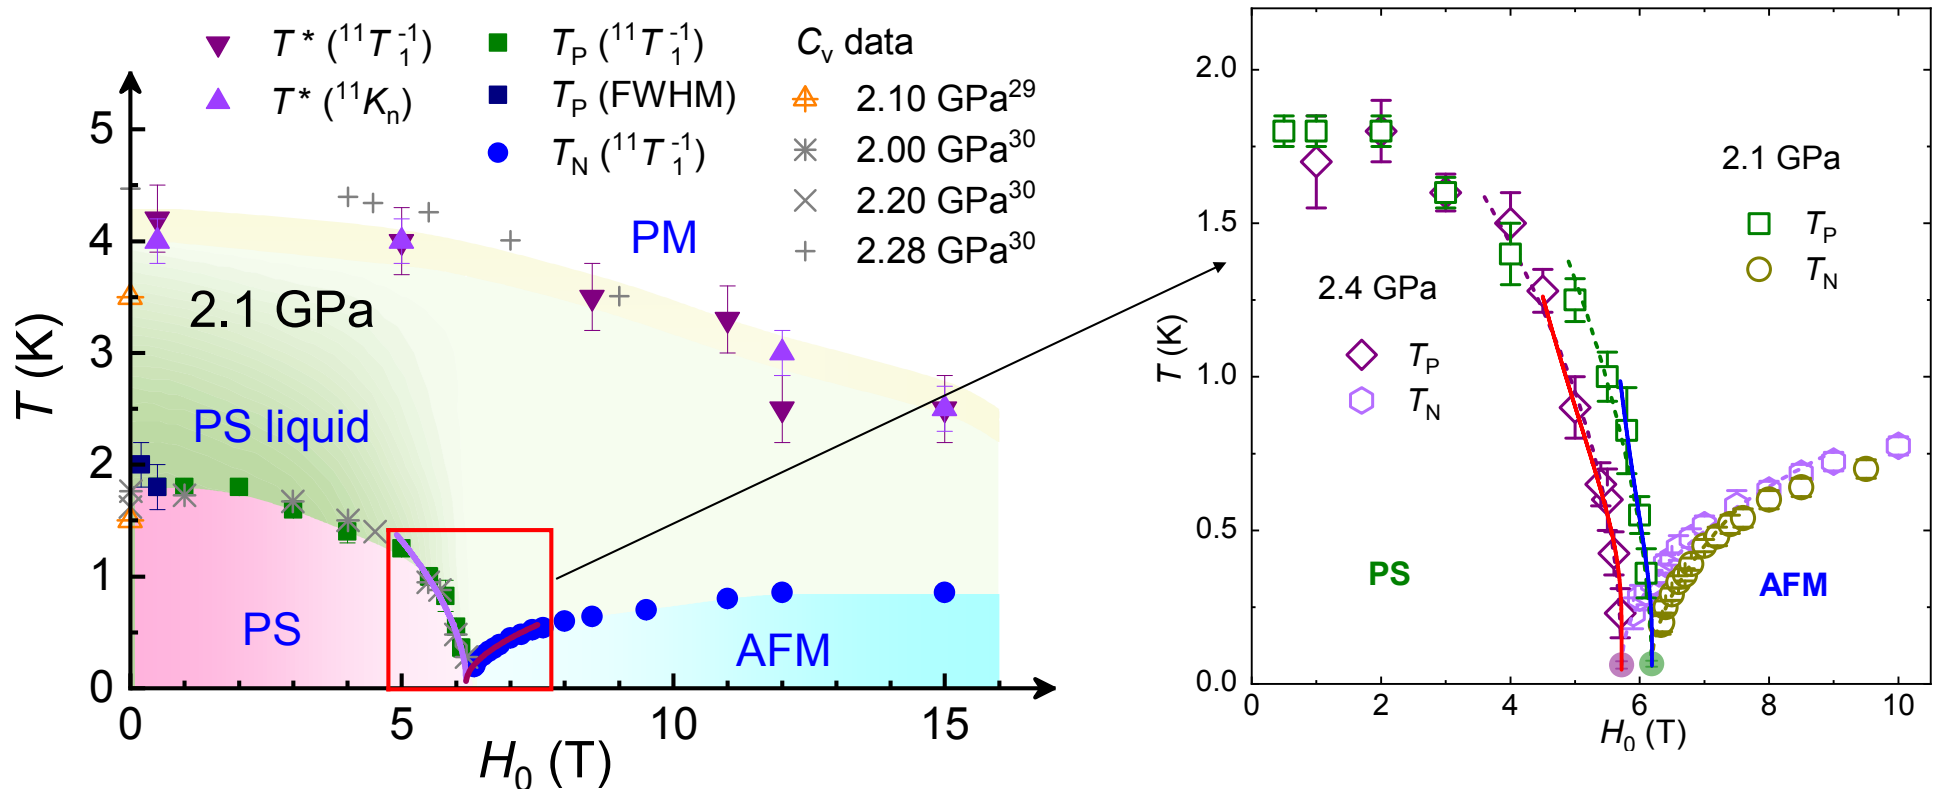 T* (¹¹T₁⁻¹)
T* (¹¹Kₙ)
T_P (¹¹T₁⁻¹)
T_P (FWHM)
T_N (¹¹T₁⁻¹)
C_v data
2.10 GPa²⁹
2.00 GPa³⁰
2.20 GPa³⁰
2.28 GPa³⁰
5
4
3
2
1
0
T (K)
PM
2.1 GPa
PS liquid
PS
AFM
0
5
10
15
H₀ (T)
2.0
1.5
1.0
0.5
0.0
T (K)
2.1 GPa
T_P
T_N
2.4 GPa
T_P
T_N
PS
AFM
0
2
4
6
8
10
H₀ (T)